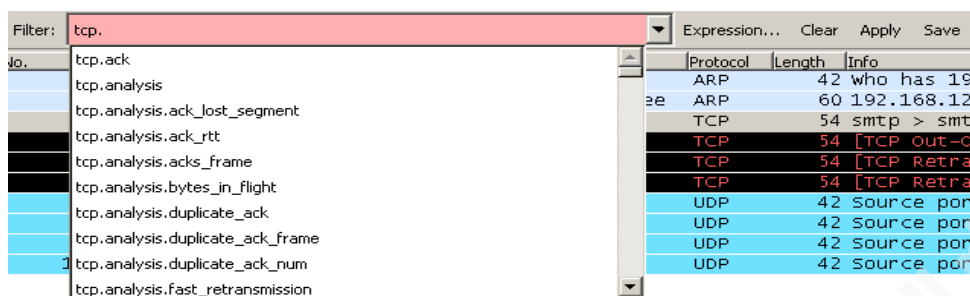 Filter: tcp. Expression... Clear Apply Save
No. Protocol Length Info
tcp.ack
tcp.analysis
tcp.analysis.ack_lost_segment
tcp.analysis.ack_rtt
tcp.analysis.acks_frame
tcp.analysis.bytes_in_flight
tcp.analysis.duplicate_ack
tcp.analysis.duplicate_ack_frame
tcp.analysis.duplicate_ack_num
tcp.analysis.fast_retransmission
ARP 42 Who has 19
ee ARP 60 192.168.12
TCP 54 smtp > smt
TCP 54 [TCP Out-O
TCP 54 [TCP Retra
TCP 54 [TCP Retra
UDP 42 Source por
UDP 42 Source por
UDP 42 Source por
1 UDP 42 Source por